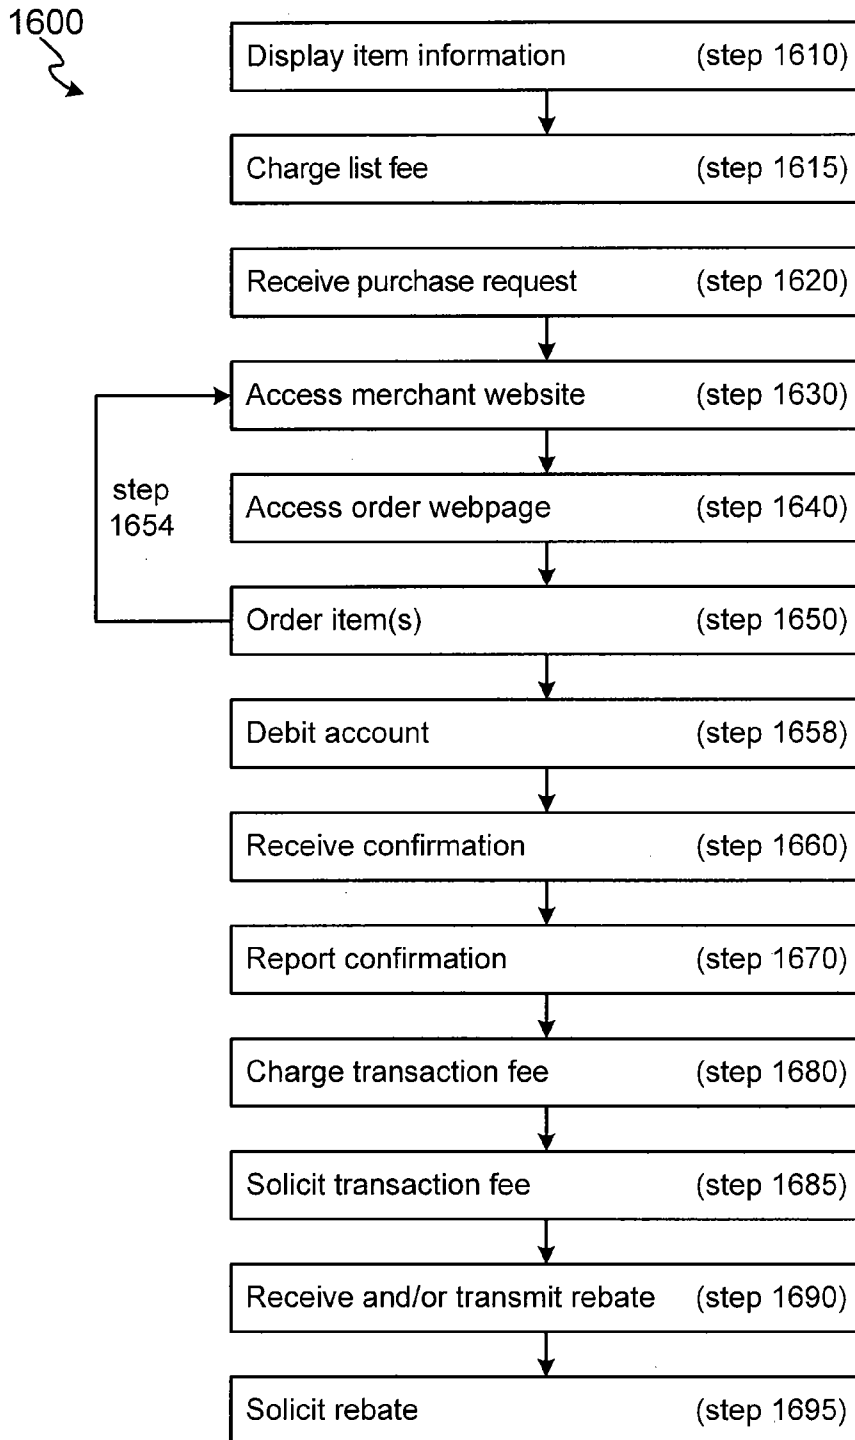 1600
Display item information (step 1610)
Charge list fee (step 1615)
Receive purchase request (step 1620)
Access merchant website (step 1630)
step
1654
Access order webpage (step 1640)
Order item(s) (step 1650)
Debit account (step 1658)
Receive confirmation (step 1660)
Report confirmation (step 1670)
Charge transaction fee (step 1680)
Solicit transaction fee (step 1685)
Receive and/or transmit rebate (step 1690)
Solicit rebate (step 1695)